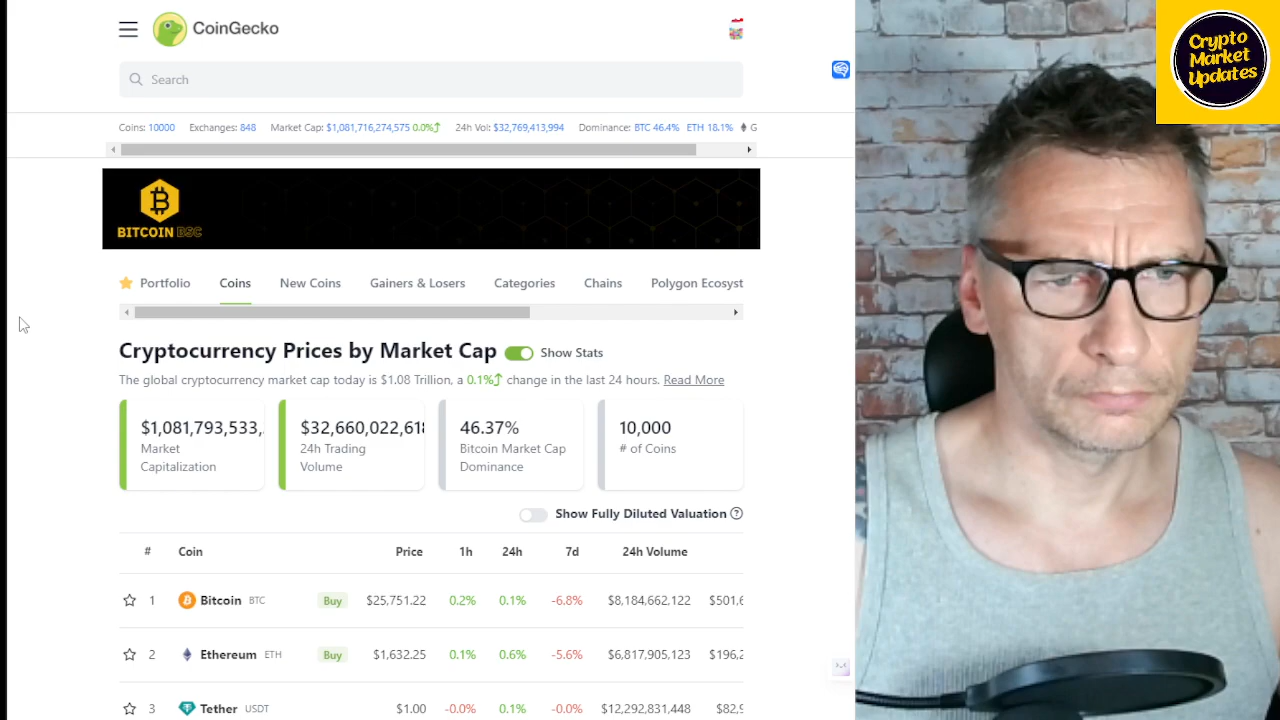 CoinGecko
Search
Coins: 10000 Exchanges: 848 Market Cap: $1,081,716,274,575 0.0% 24h Vol: $32,769,413,994 Dominance: BTC 46.4% ETH 18.1% G
BITCOIN BSC
Portfolio Coins New Coins Gainers & Losers Categories Chains Polygon Ecosyst
Cryptocurrency Prices by Market Cap Show Stats
The global cryptocurrency market cap today is $1.08 Trillion, a 0.1% change in the last 24 hours. Read More
$1,081,793,533, $32,660,022,618 46.37% 10,000
Market Capitalization 24h Trading Volume Bitcoin Market Cap Dominance # of Coins
Show Fully Diluted Valuation ?
# Coin Price 1h 24h 7d 24h Volume
1 Bitcoin BTC Buy $25,751.22 0.2% 0.1% -6.8% $8,184,662,122 $501,6
2 Ethereum ETH Buy $1,632.25 0.1% 0.6% -5.6% $6,817,905,123 $196,2
3 Tether USDT $1.00 -0.0% 0.1% -0.0% $12,292,831,448 $82,9
Crypto
Market
Updates